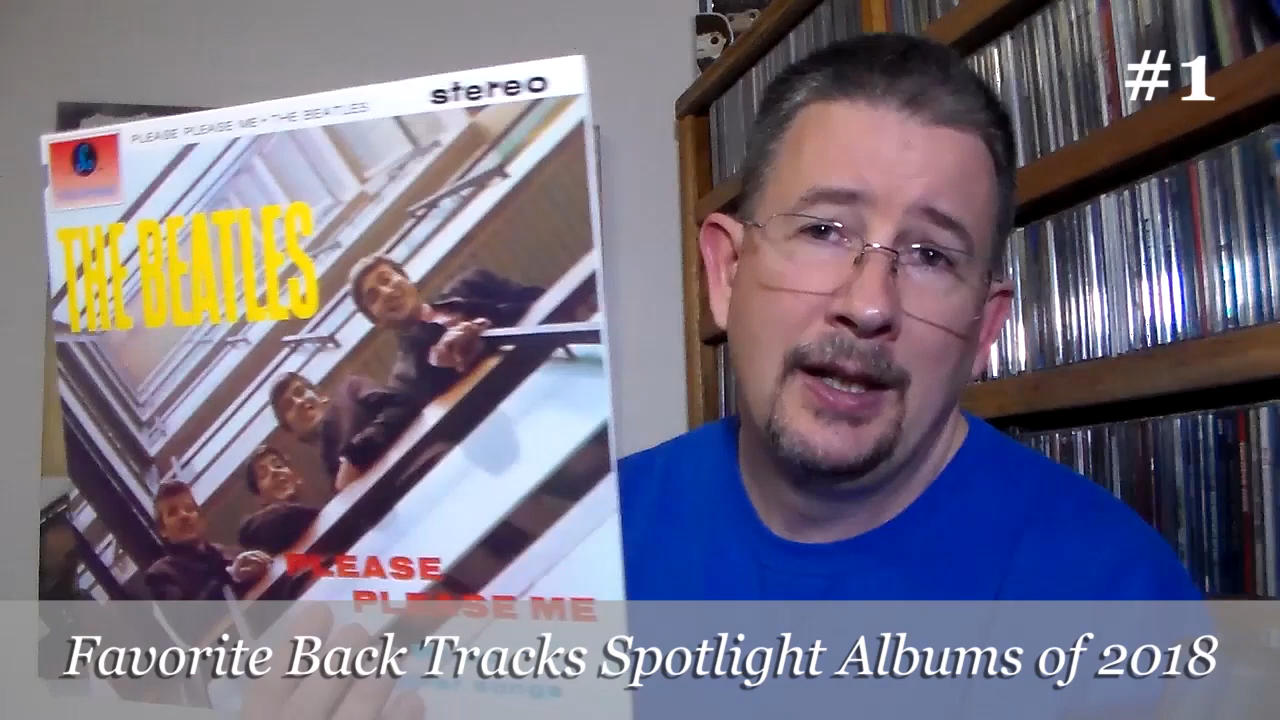 #1
stereo
PLEASE PLEASE ME • THE BEATLES
THE BEATLES
PLEASE
PLEASE ME
Favorite Back Tracks Spotlight Albums of 2018
songs